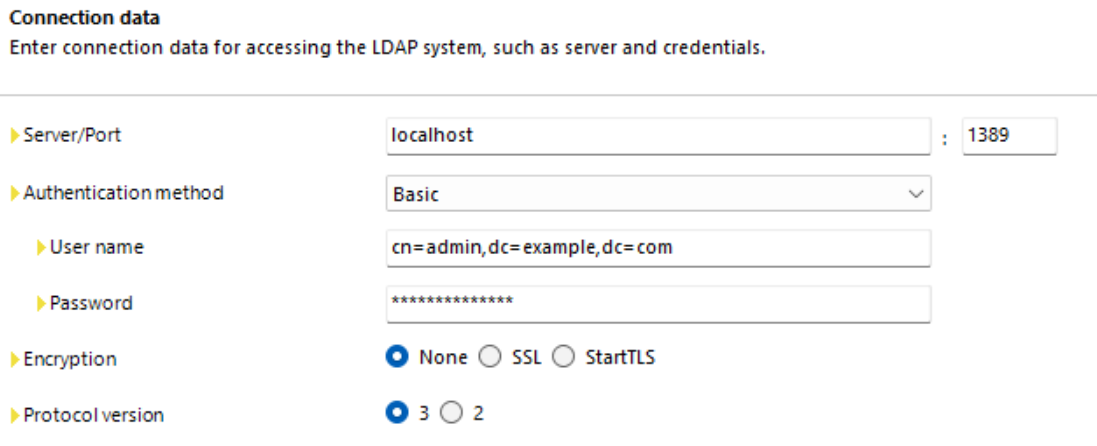 Connection data
Enter connection data for accessing the LDAP system, such as server and credentials.
Server/Port localhost : 1389
Authentication method Basic
User name cn=admin,dc=example,dc=com
Password **************
Encryption None SSL StartTLS
Protocol version 3 2